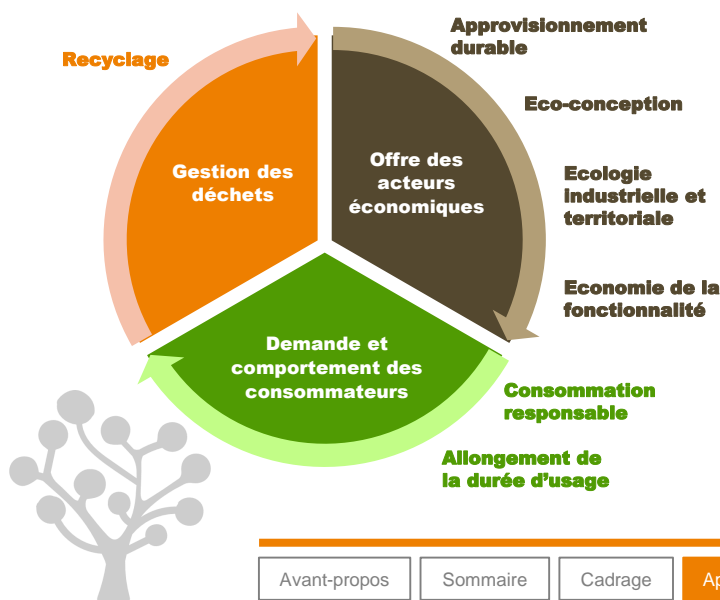 Recyclage
Approvisionnement
durable
Eco-conception
Ecologie
industrielle et
territoriale
Economie de la
fonctionnalité
Gestion des
déchets
Offre des
acteurs
économiques
Demande et
comportement des
consommateurs
Consommation
responsable
Allongement de
la durée d'usage
Avant-propos
Sommaire
Cadrage